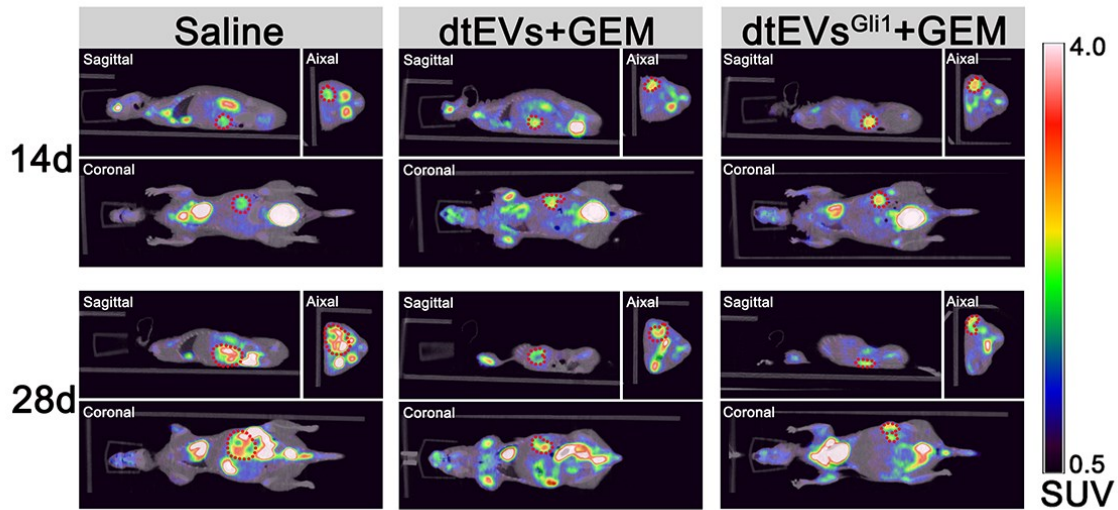 Saline
dtEVs+GEM
dtEVsGli1+GEM
4.0
14d
Sagittal
Aixal
Sagittal
Aixal
Sagittal
Aixal
Coronal
Coronal
Coronal
28d
Sagittal
Aixal
Sagittal
Aixal
Sagittal
Aixal
Coronal
Coronal
Coronal
0.5
SUV